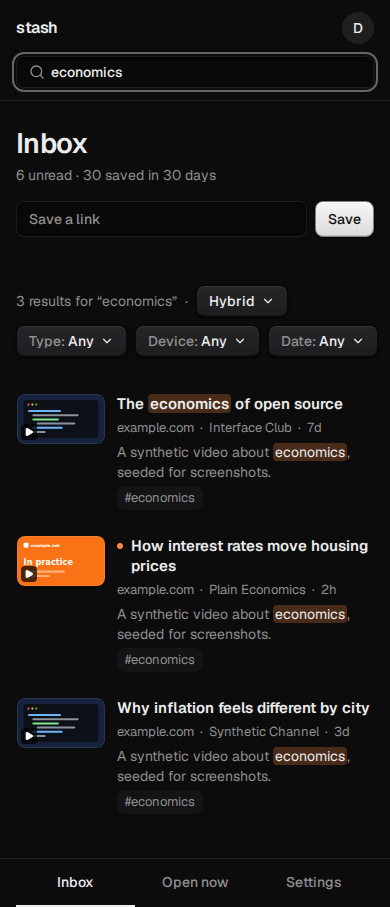 stash
D
economics
Inbox
6 unread · 30 saved in 30 days
Save a link
Save
3 results for “economics” ·
Hybrid
Type: Any
Device: Any
Date: Any
The economics of open source
example.com · Interface Club · 7d
A synthetic video about economics,
seeded for screenshots.
#economics
example.net
In practice
How interest rates move housing
prices
example.com · Plain Economics · 2h
A synthetic video about economics,
seeded for screenshots.
#economics
Why inflation feels different by city
example.com · Synthetic Channel · 3d
A synthetic video about economics,
seeded for screenshots.
#economics
Inbox
Open now
Settings